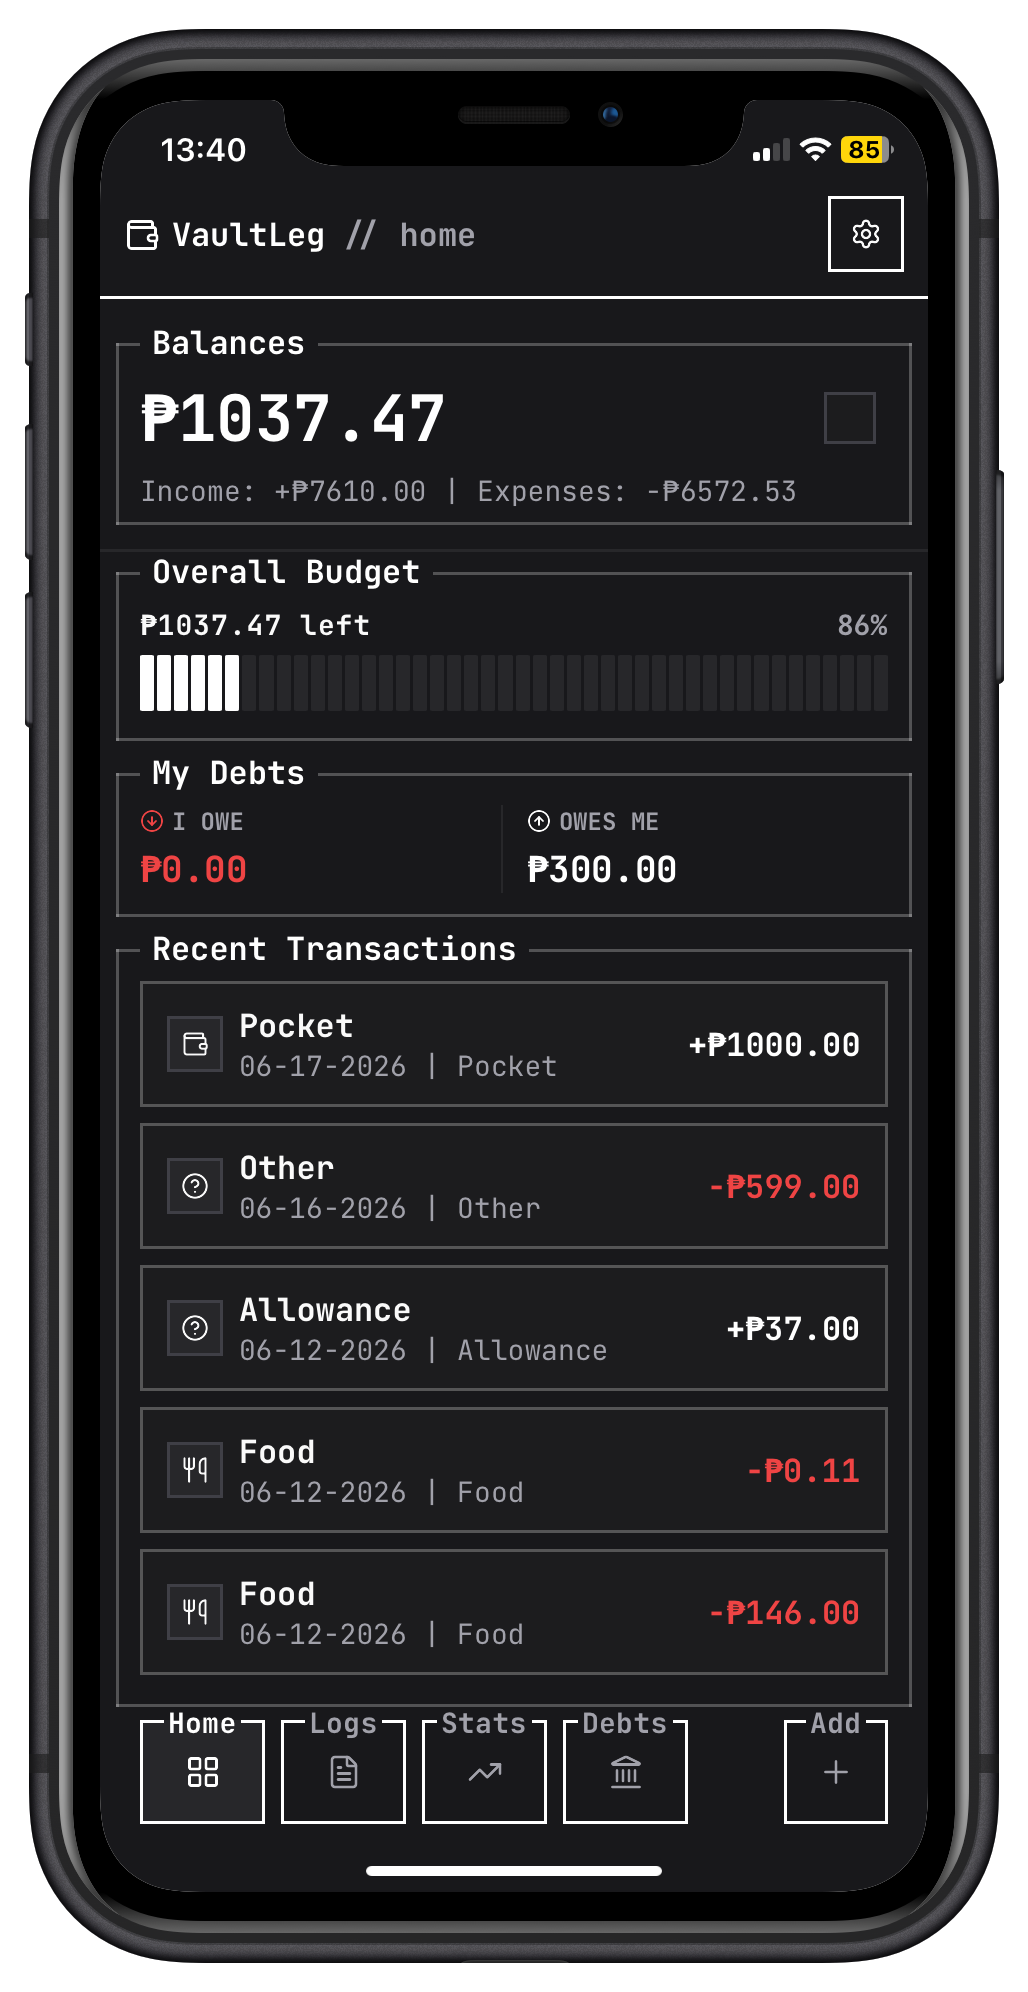 13:40
85
VaultLeg // home
Balances
₱1037.47
Income: +₱7610.00 | Expenses: -₱6572.53
Overall Budget
₱1037.47 left
86%
My Debts
I OWE
₱0.00
OWES ME
₱300.00
Recent Transactions
Pocket
06-17-2026 | Pocket
+₱1000.00
Other
06-16-2026 | Other
-₱599.00
Allowance
06-12-2026 | Allowance
+₱37.00
Food
06-12-2026 | Food
-₱0.11
Food
06-12-2026 | Food
-₱146.00
Home
Logs
Stats
Debts
Add